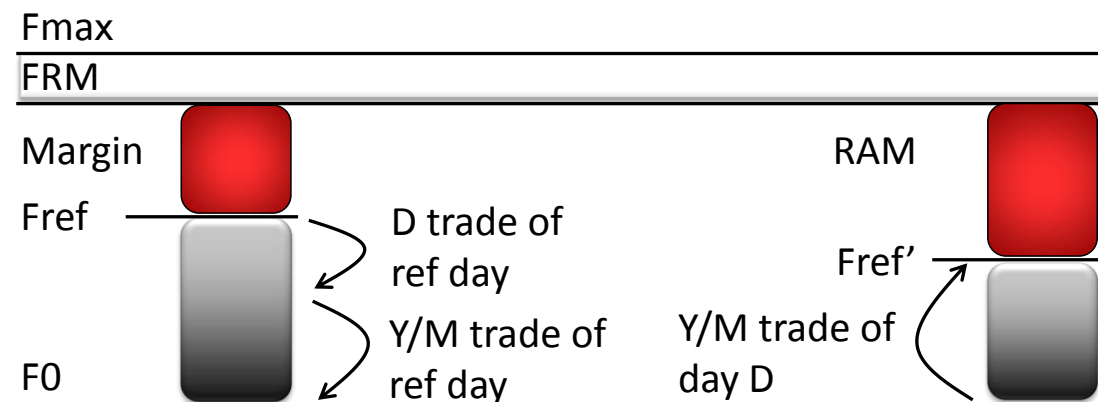 Fmax
FRM
Margin
RAM
Fref
D trade of
ref day
Fref’
Y/M trade of
ref day
Y/M trade of
day D
F0